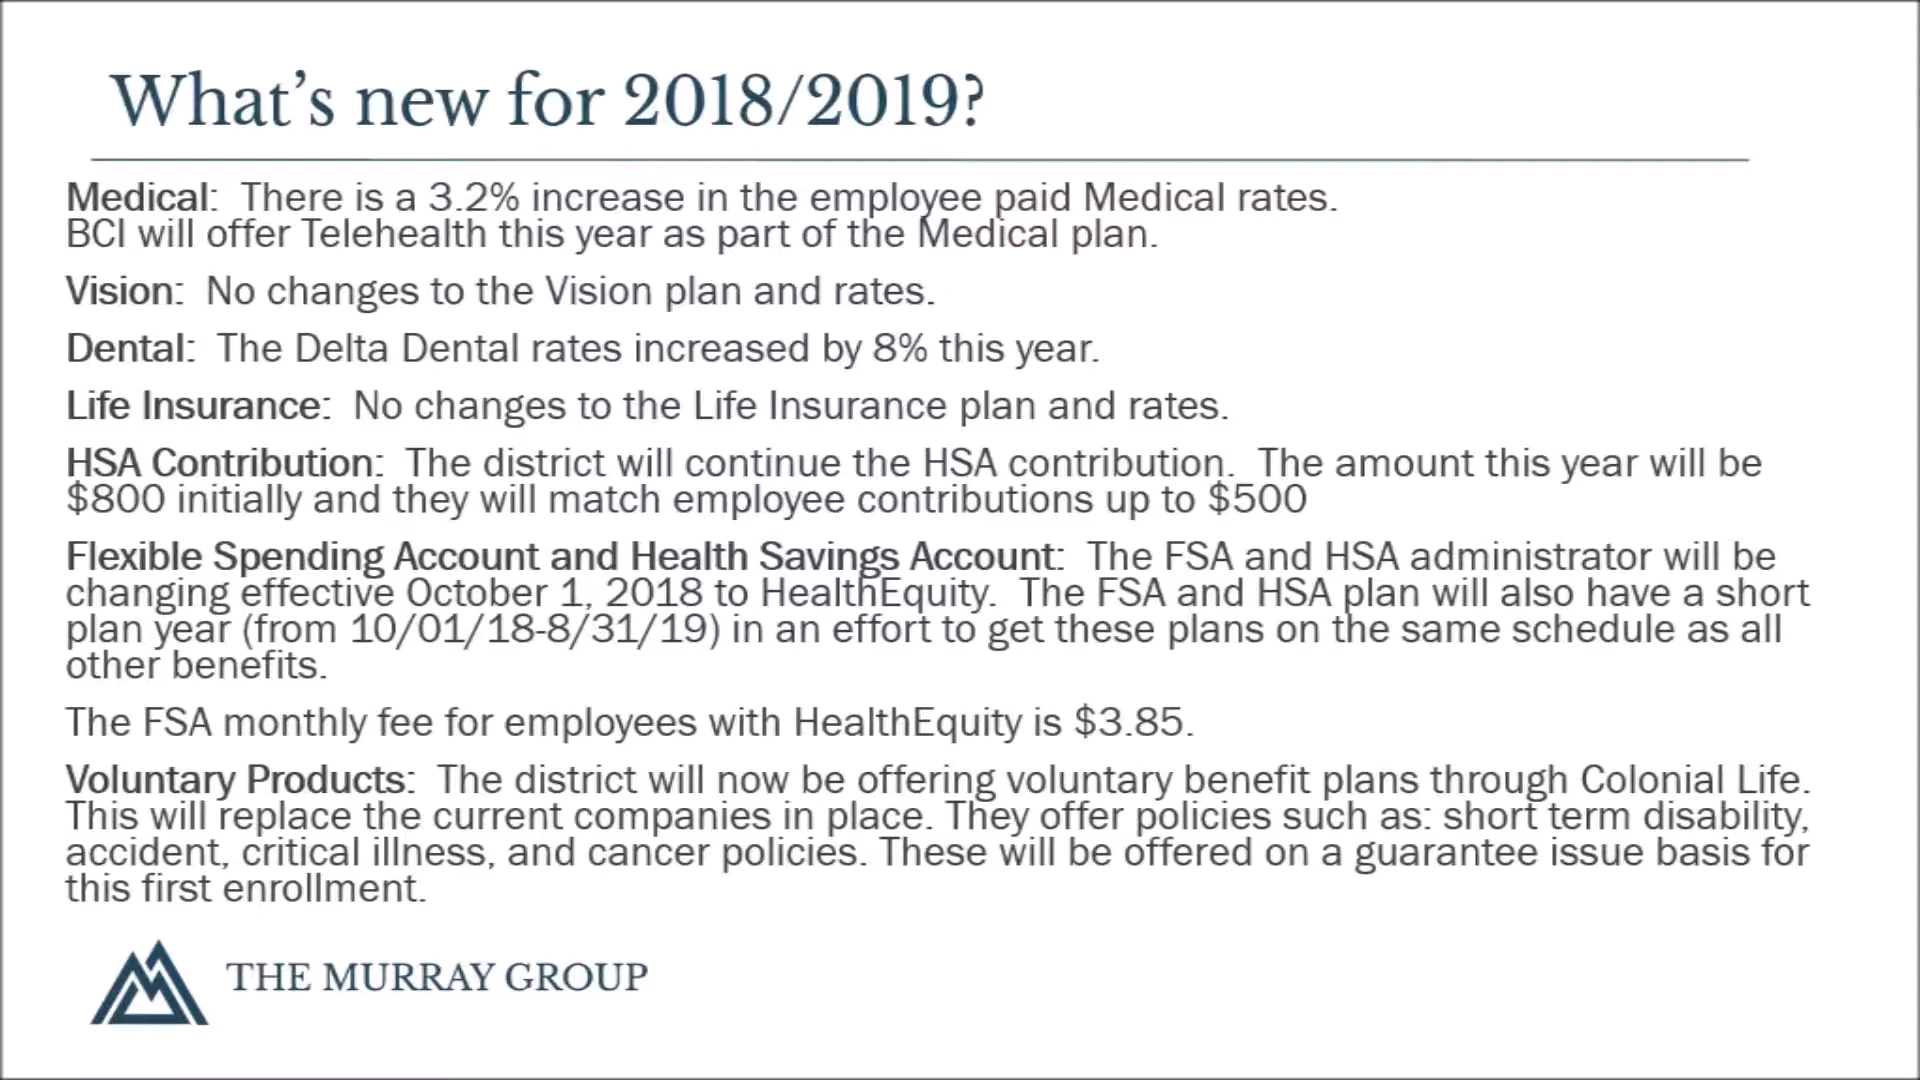 What's new for 2018/2019?
Medical: There is a 3.2% increase in the employee paid Medical rates.
BCI will offer Telehealth this year as part of the Medical plan.
Vision: No changes to the Vision plan and rates.
Dental: The Delta Dental rates increased by 8% this year.
Life Insurance: No changes to the Life Insurance plan and rates.
HSA Contribution: The district will continue the HSA contribution. The amount this year will be
$800 initially and they will match employee contributions up to $500
Flexible Spending Account and Health Savings Account: The FSA and HSA administrator will be
changing effective October 1, 2018 to HealthEquity. The FSA and HSA plan will also have a short
plan year (from 10/01/18-8/31/19) in an effort to get these plans on the same schedule as all
other benefits.
The FSA monthly fee for employees with HealthEquity is $3.85.
Voluntary Products: The district will now be offering voluntary benefit plans through Colonial Life.
This will replace the current companies in place. They offer policies such as: short term disability,
accident, critical illness, and cancer policies. These will be offered on a guarantee issue basis for
this first enrollment.
THE MURRAY GROUP